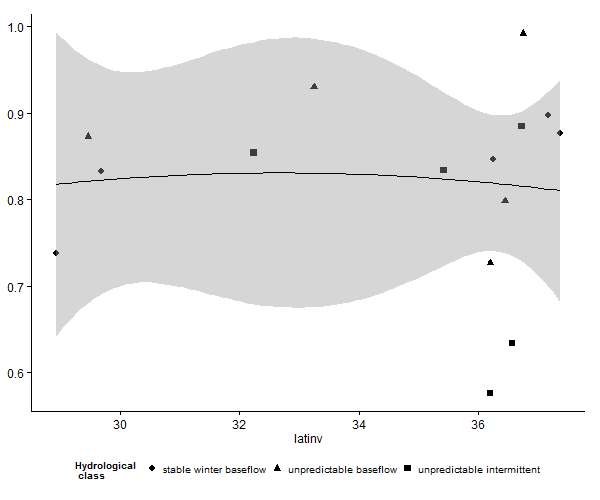 1.0
0.9
0.8
0.7
0.6
30 32 34 36
latinv
Hydrological
class
stable winter baseflow unpredictable baseflow unpredictable intermittent